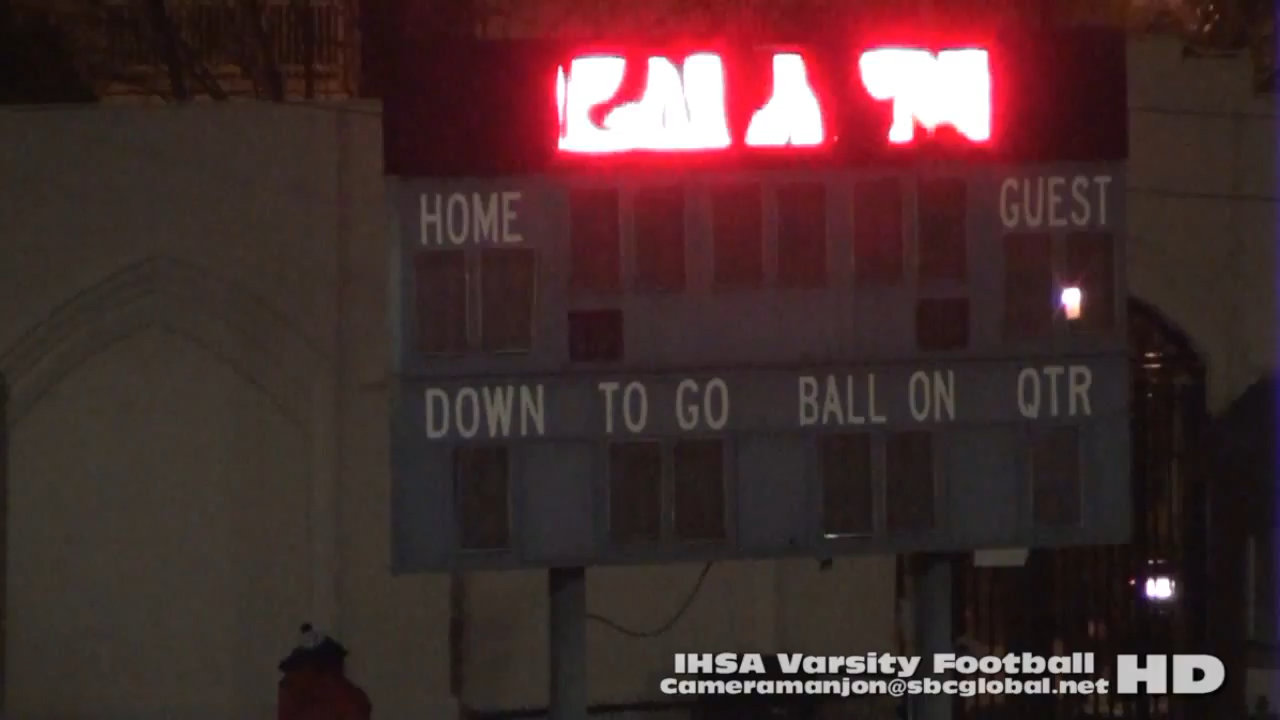 HOME GUEST
DOWN TO GO BALL ON QTR
IHSA Varsity Football HD
Cameramanjon@sbcglobal.net